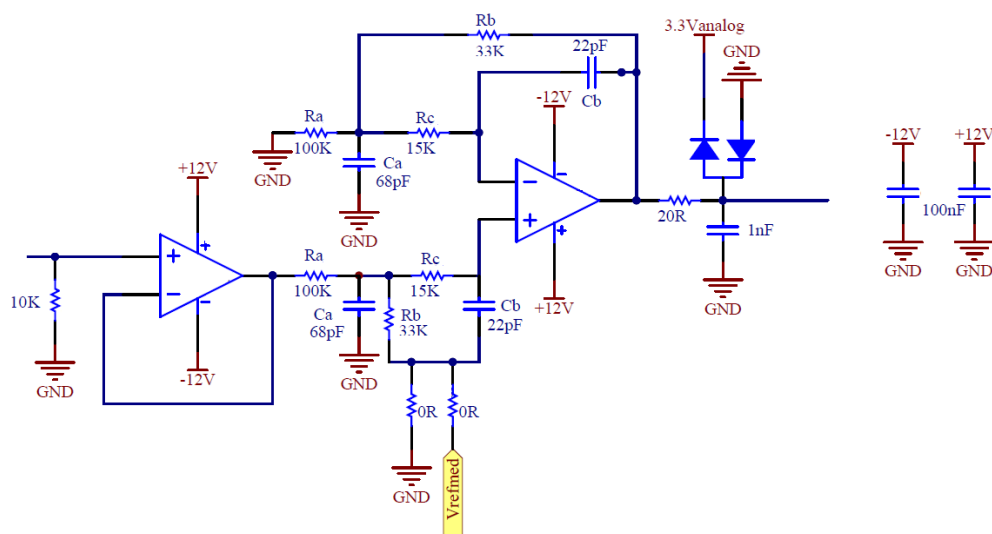 Rb
33K
22pF
Cb
3.3Vanalog
GND
Ra
100K
Rc
15K
GND
Ca
68pF
GND
-12V
+12V
20R
1nF
GND
-12V
+12V
100nF
GND
GND
+12V
10K
GND
-12V
Ra
100K
Rc
15K
Ca
68pF
Rb
33K
Cb
22pF
GND
0R
0R
GND
Vrefmed